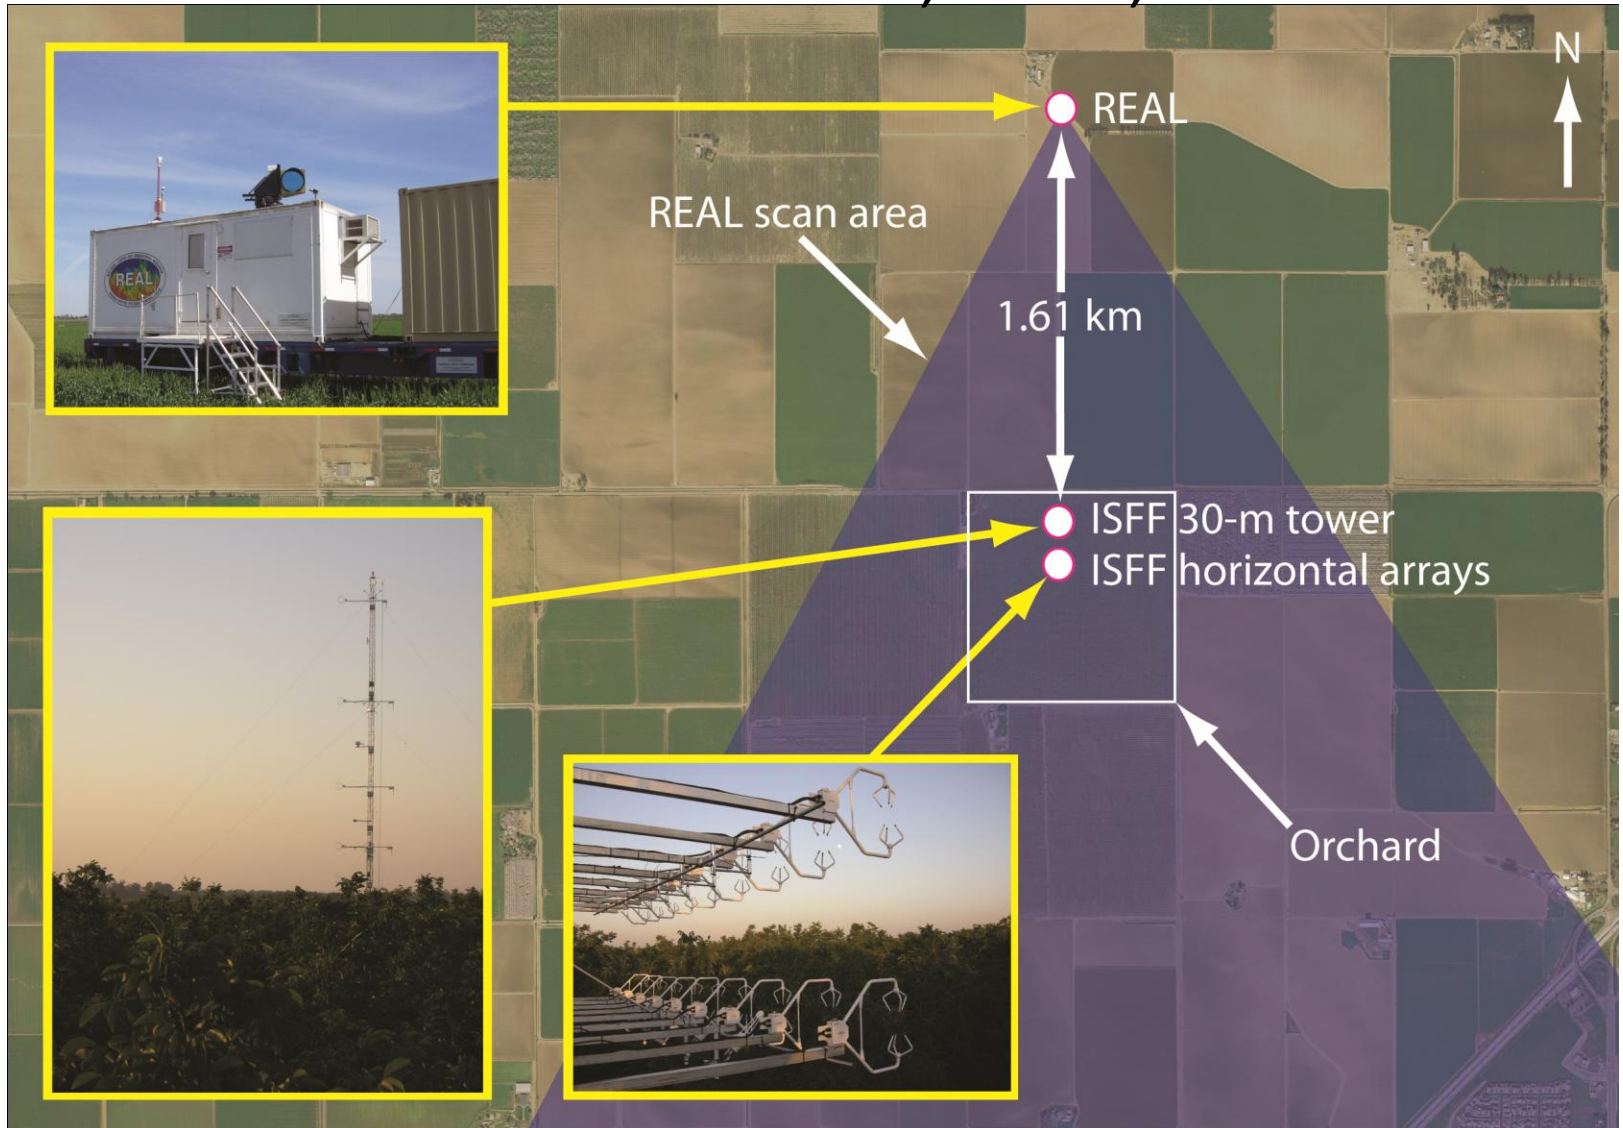 N
REAL
REAL scan area
REAL
1.61 km
ISFF 30-m tower
ISFF horizontal arrays
Orchard